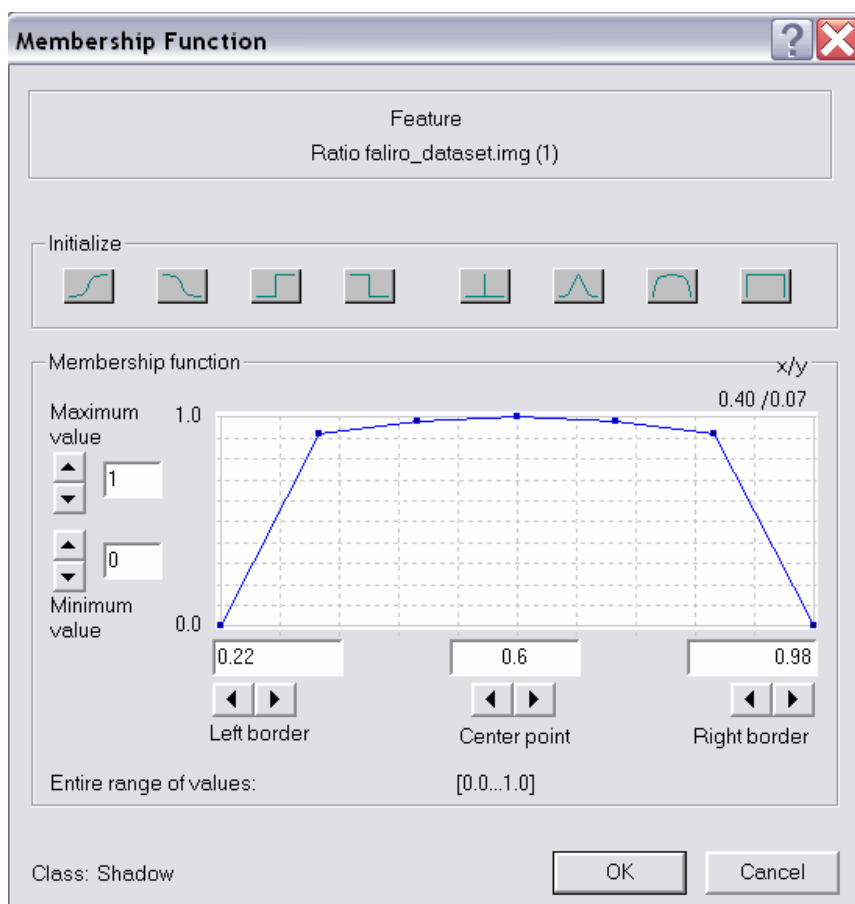 Membership Function
Feature
Ratio faliro_dataset.img (1)
Initialize
Membership function
x/y
0.40 /0.07
Maximum
value
1.0
1
0
Minimum
value
0.0
0.22 0.6 0.98
Left border Center point Right border
Entire range of values: [0.0...1.0]
Class: Shadow OK Cancel